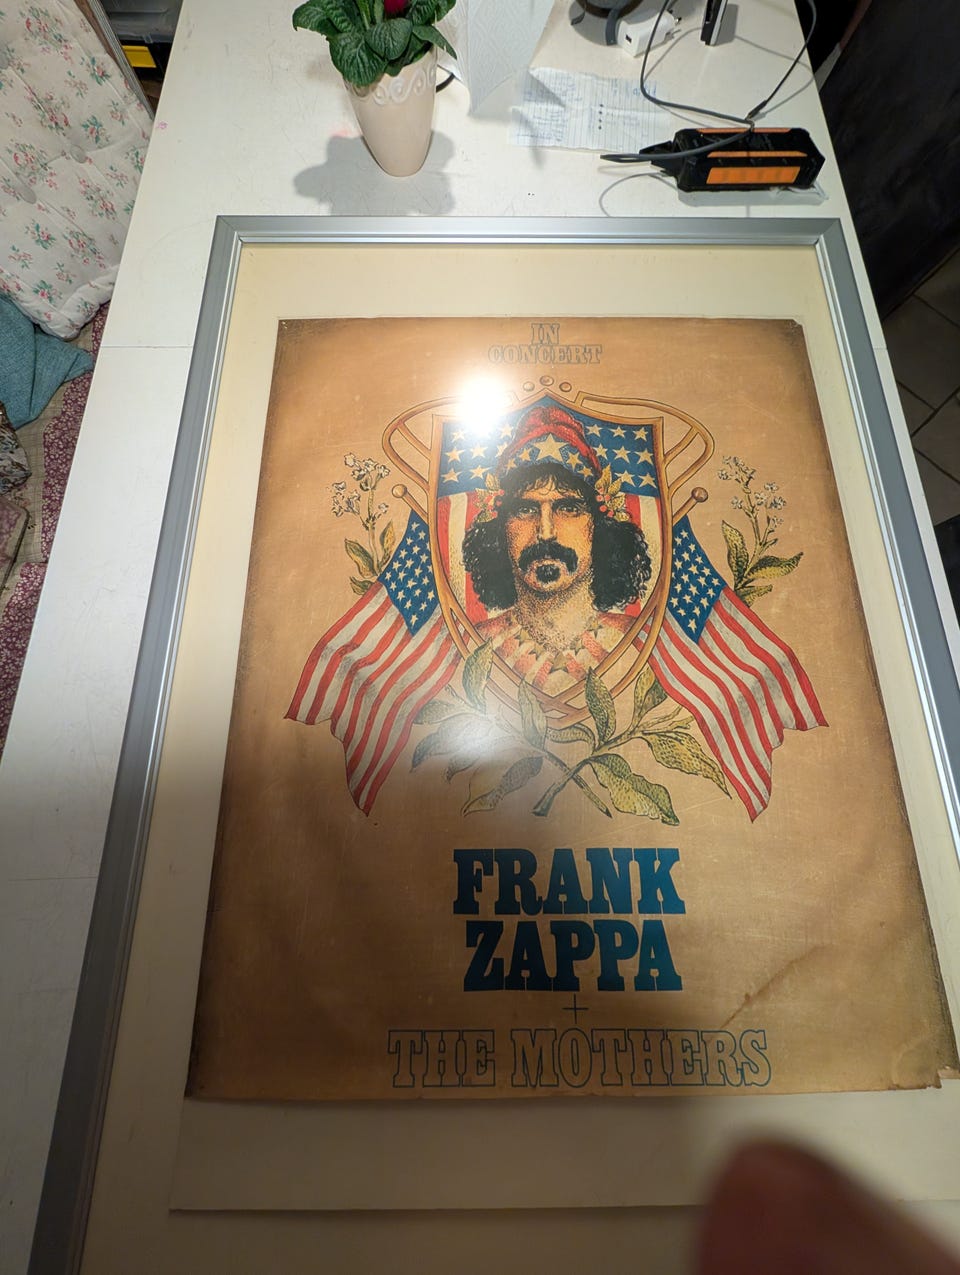 IN
CONCERT
FRANK
ZAPPA
+
THE MOTHERS